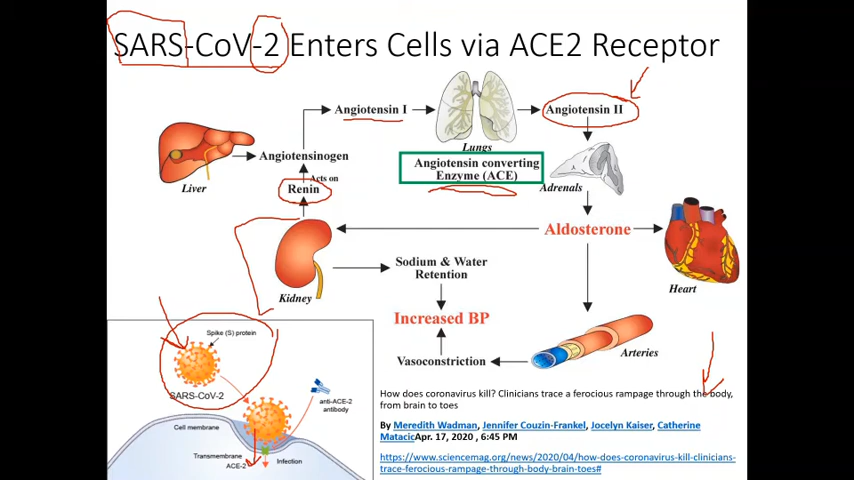 SARS-CoV-2 Enters Cells via ACE2 Receptor
Angiotensin I
Angiotensin II
Lungs
Liver
Angiotensinogen
Acts on
Renin
Angiotensin converting
Enzyme (ACE)
Adrenals
Aldosterone
Kidney
Sodium & Water
Retention
Heart
Increased BP
Vasoconstriction
Arteries
Spike (S) protein
SARS-CoV-2
anti-ACE-2
antibody
Cell membrane
Transmembrane
ACE-2
Infection
How does coronavirus kill? Clinicians trace a ferocious rampage through the body,
from brain to toes
By Meredith Wadman, Jennifer Couzin-Frankel, Jocelyn Kaiser, Catherine
MatacicApr. 17, 2020 , 6:45 PM
https://www.sciencemag.org/news/2020/04/how-does-coronavirus-kill-clinicians-
trace-ferocious-rampage-through-body-brain-toes#